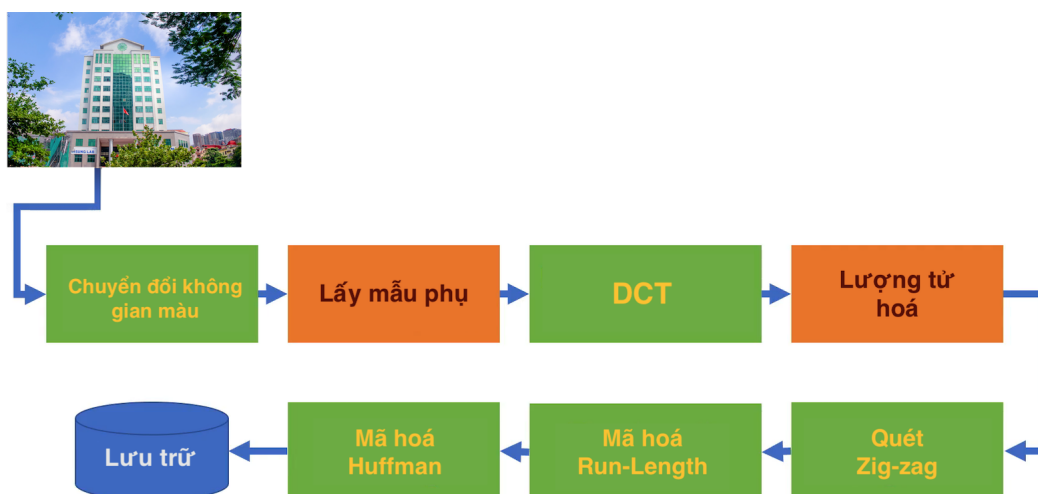 Chuyển đổi không
gian màu
Lấy mẫu phụ
DCT
Lượng tử
hoá
Lưu trữ
Mã hoá
Huffman
Mã hoá
Run-Length
Quét
Zig-zag